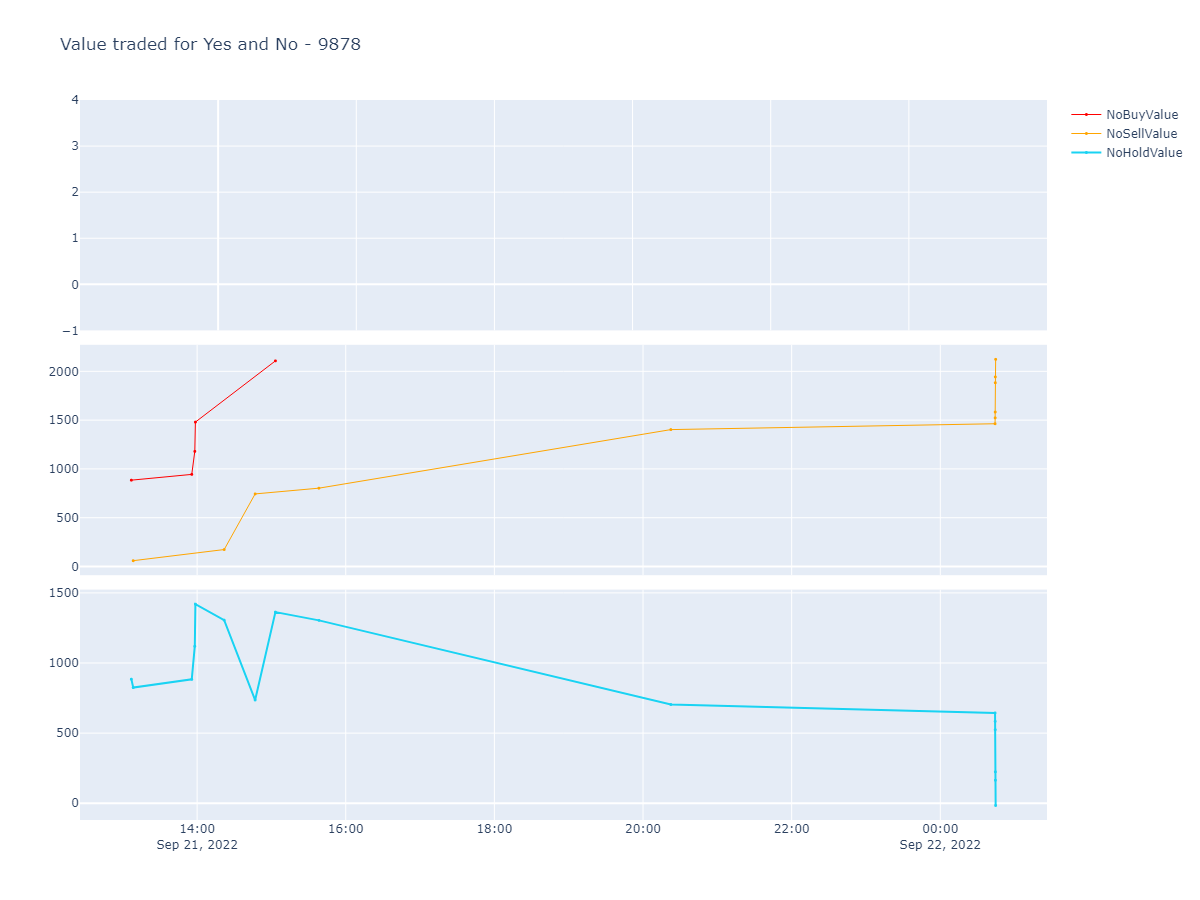 Value traded for Yes and No - 9878
NoBuyValue
NoSellValue
NoHoldValue
4
3
2
1
0
−1
2000
1500
1000
500
0
1500
1000
500
0
14:00 16:00 18:00 20:00 22:00 00:00
Sep 21, 2022 Sep 22, 2022